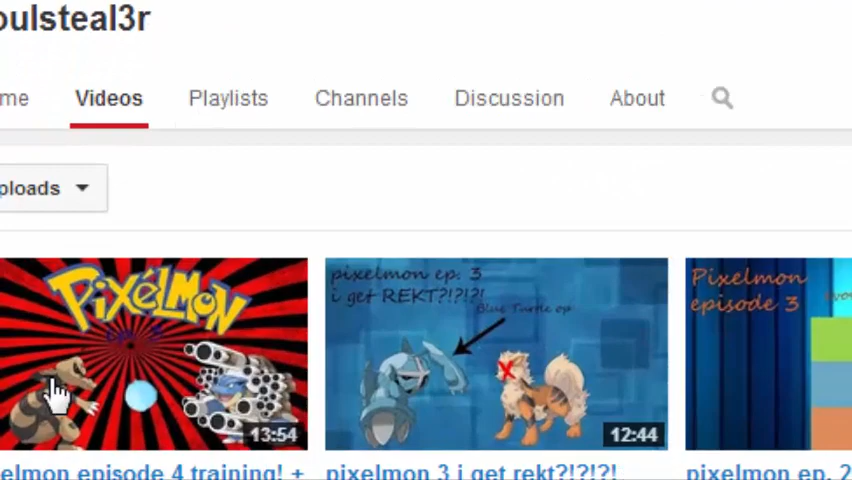 oulsteal3r
me Videos Playlists Channels Discussion About
ploads
PiXéLMON
13:54
pixelmon ep. 3
i get REKT?!?!?!
Blue Turtle op
X
12:44
Pixelmon
episode 3
elmon episode 4 training! +
pixelmon 3 i get rekt?!?!?!
pixelmon ep. 2